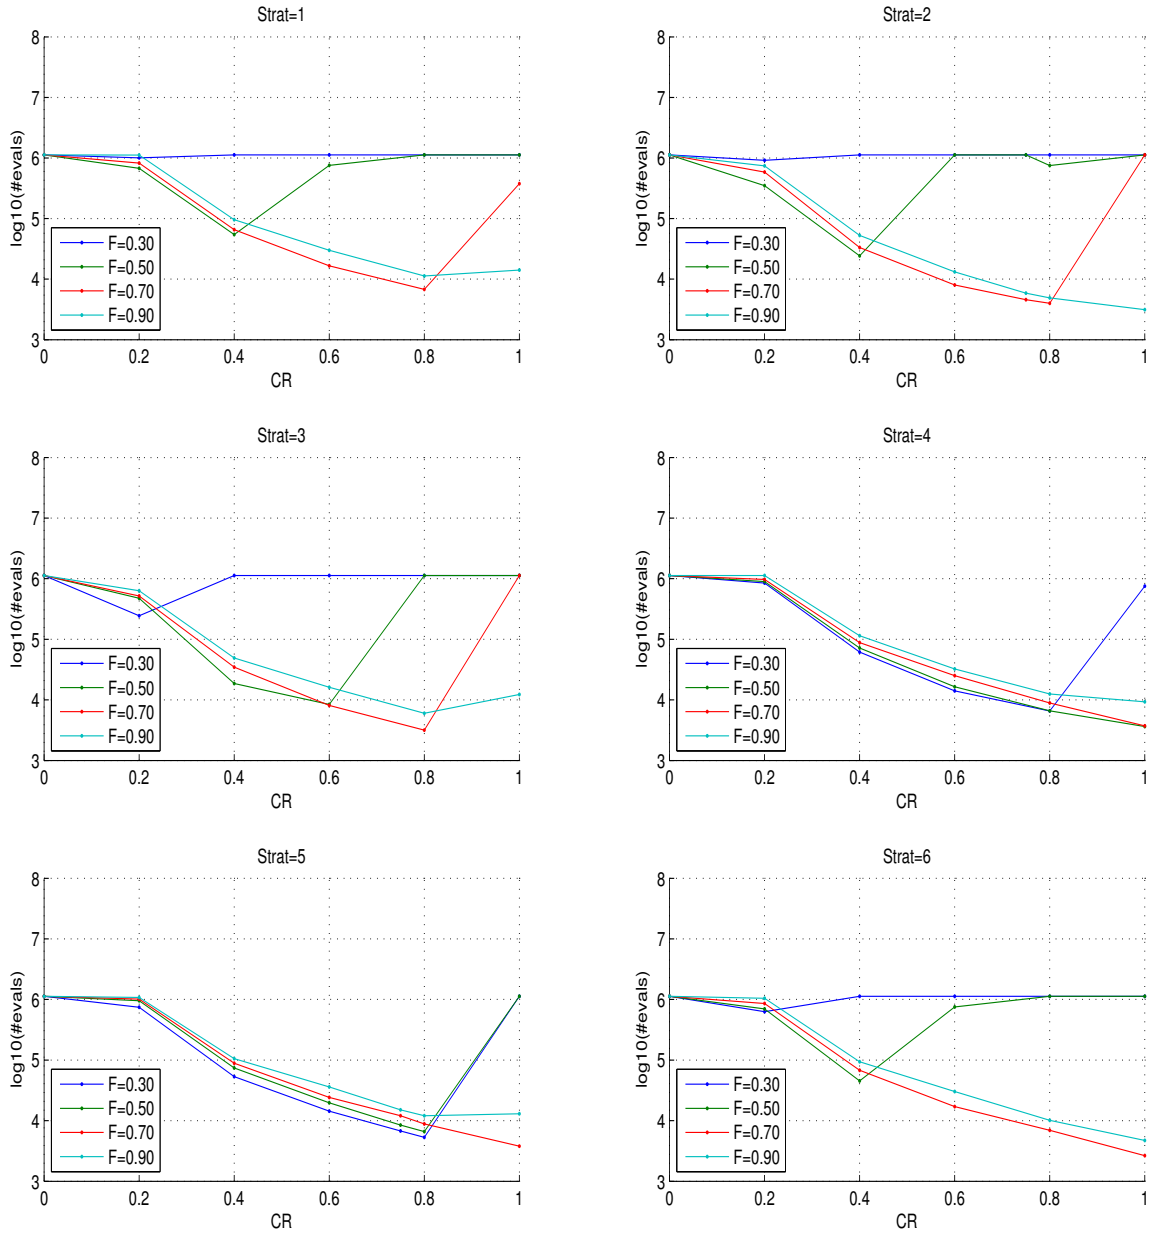 Strat=1
8
7
6
5
4
3
log10(#evals)
F=0.30
F=0.50
F=0.70
F=0.90
0 0.2 0.4 0.6 0.8 1
CR
Strat=2
8
7
6
5
4
3
log10(#evals)
F=0.30
F=0.50
F=0.70
F=0.90
0 0.2 0.4 0.6 0.8 1
CR
Strat=3
8
7
6
5
4
3
log10(#evals)
F=0.30
F=0.50
F=0.70
F=0.90
0 0.2 0.4 0.6 0.8 1
CR
Strat=4
8
7
6
5
4
3
log10(#evals)
F=0.30
F=0.50
F=0.70
F=0.90
0 0.2 0.4 0.6 0.8 1
CR
Strat=5
8
7
6
5
4
3
log10(#evals)
F=0.30
F=0.50
F=0.70
F=0.90
0 0.2 0.4 0.6 0.8 1
CR
Strat=6
8
7
6
5
4
3
log10(#evals)
F=0.30
F=0.50
F=0.70
F=0.90
0 0.2 0.4 0.6 0.8 1
CR